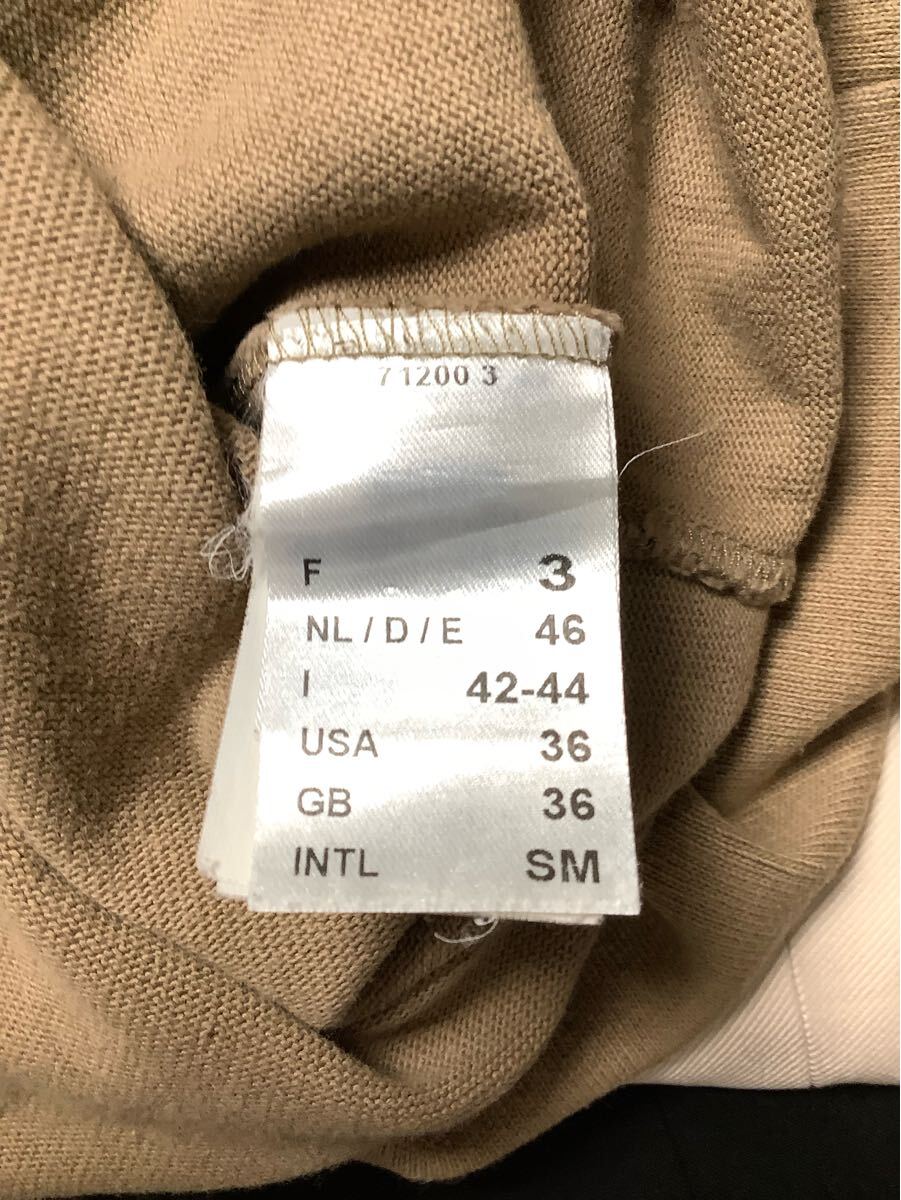 71200 3
F 3
NL / D / E 46
I 42-44
USA 36
GB 36
INTL SM